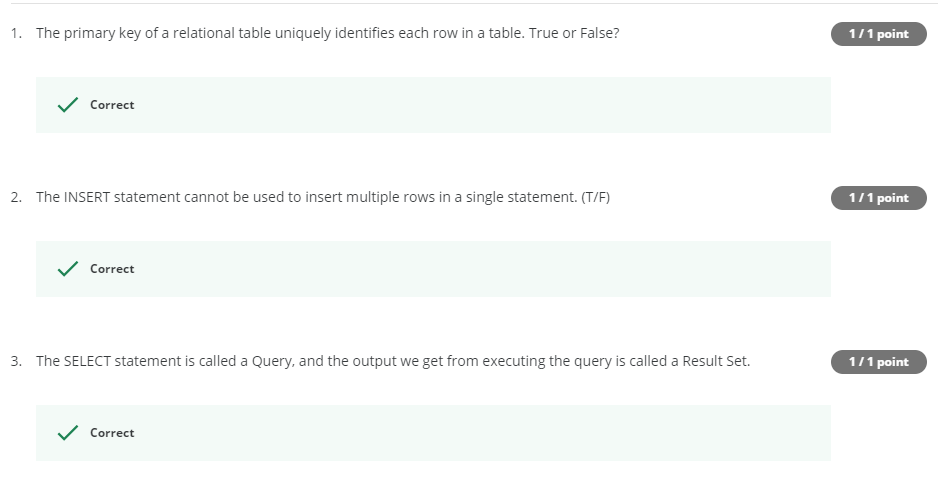 1. The primary key of a relational table uniquely identifies each row in a table. True or False?
1 / 1 point
Correct
2. The INSERT statement cannot be used to insert multiple rows in a single statement. (T/F)
1 / 1 point
Correct
3. The SELECT statement is called a Query, and the output we get from executing the query is called a Result Set.
1 / 1 point
Correct